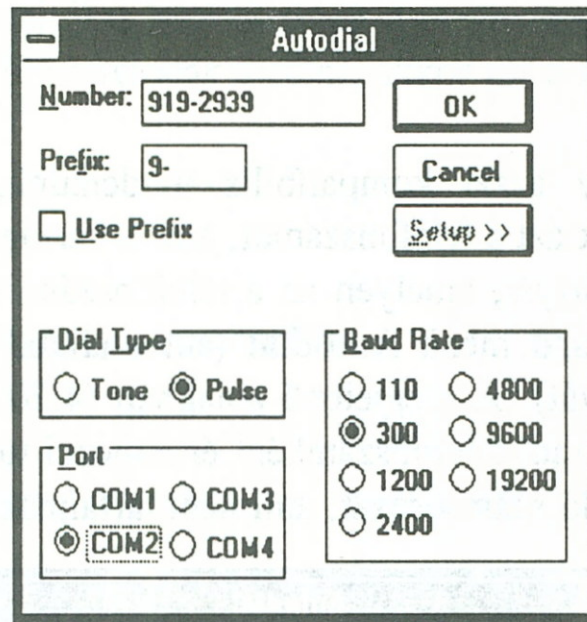 Autodial
Number: 919-2939
OK
Prefix: 9-
Cancel
Use Prefix
Setup >>
Dial Type
Tone Pulse
Port
COM1 COM3
COM2 COM4
Baud Rate
110 4800
300 9600
1200 19200
2400